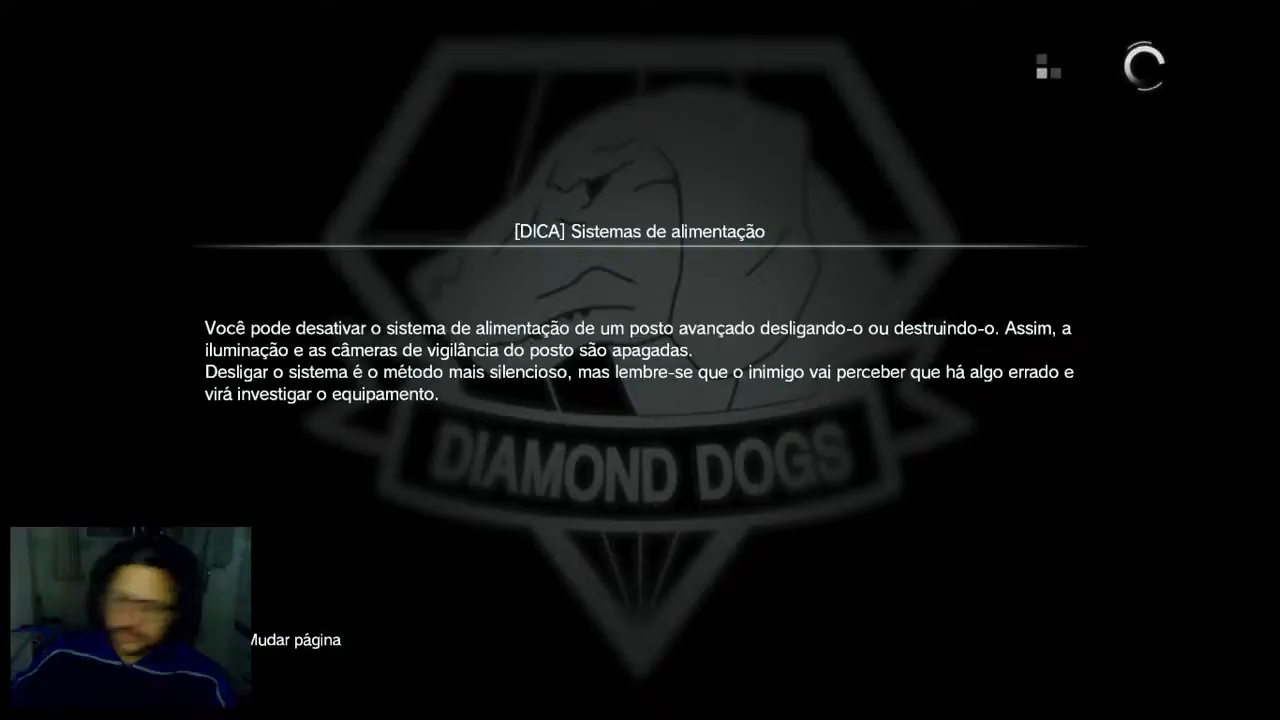 [DICA] Sistemas de alimentação
Você pode desativar o sistema de alimentação de um posto avançado desligando-o ou destruindo-o. Assim, a
iluminação e as câmeras de vigilância do posto são apagadas.
Desligar o sistema é o método mais silencioso, mas lembre-se que o inimigo vai perceber que há algo errado e
virá investigar o equipamento.
DIAMOND DOGS
Mudar página